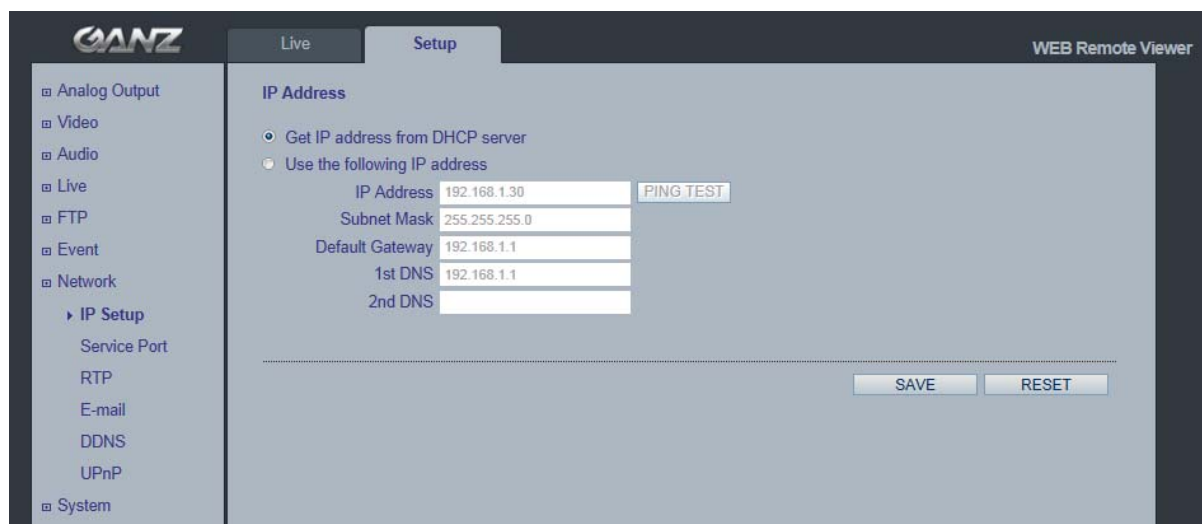 GANZ
Live
Setup
WEB Remote Viewer
Analog Output
Video
Audio
Live
FTP
Event
Network
IP Setup
Service Port
RTP
E-mail
DDNS
UPnP
System
IP Address
Get IP address from DHCP server
Use the following IP address
IP Address 192.168.1.30 PING TEST
Subnet Mask 255.255.255.0
Default Gateway 192.168.1.1
1st DNS 192.168.1.1
2nd DNS
SAVE RESET